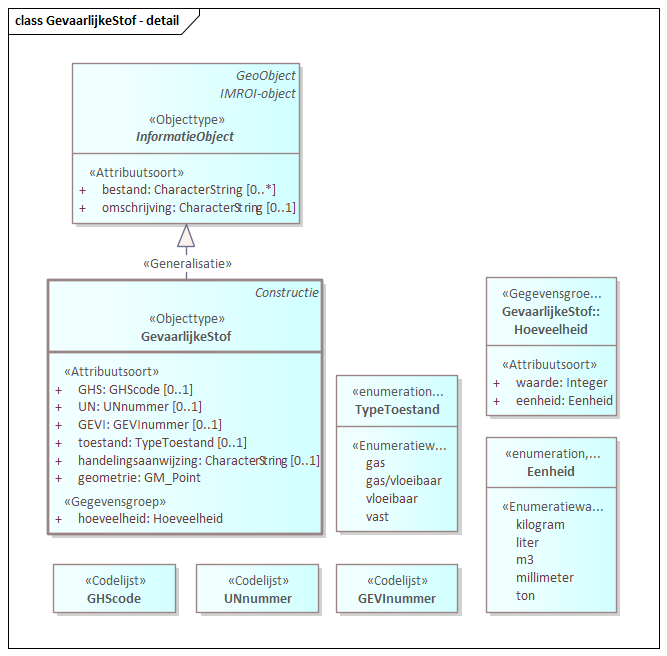 class GevaarlijkeStof - detail
GeoObject
IMROI-object
«Objecttype»
InformatieObject
«Attribuutsoort»
+ bestand: CharacterString [0..*]
+ omschrijving: CharacterString [0..1]
«Generalisatie»
Constructie
«Objecttype»
GevaarlijkeStof
«Attribuutsoort»
+ GHS: GHScode [0..1]
+ UN: UNnummer [0..1]
+ GEVI: GEVInummer [0..1]
+ toestand: TypeToestand [0..1]
+ handelingsaanwijzing: CharacterString [0..1]
+ geometrie: GM_Point
«Gegevensgroep»
+ hoeveelheid: Hoeveelheid
«enumeration...
TypeToestand
«Enumeratiew...
gas
gas/vloeibaar
vloeibaar
vast
«Gegevensgroe...
GevaarlijkeStof::
Hoeveelheid
«Attribuutsoort»
+ waarde: Integer
+ eenheid: Eenheid
«enumeration,...
Eenheid
«Enumeratiewa...
kilogram
liter
m3
millimeter
ton
«Codelijst»
GHScode
«Codelijst»
UNnummer
«Codelijst»
GEVInummer